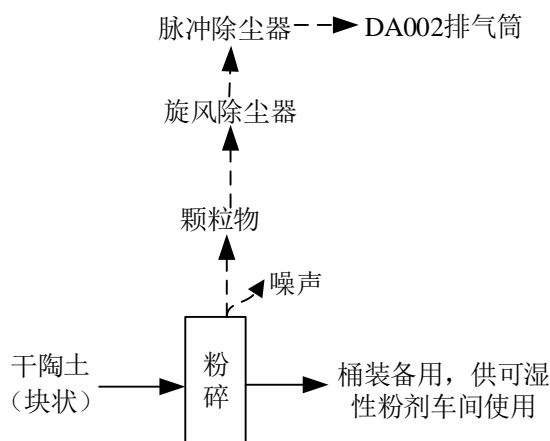 脉冲除尘器
DA002排气筒
旋风除尘器
颗粒物
噪声
干陶土
（块状）
粉
碎
桶装备用，供可湿
性粉剂车间使用